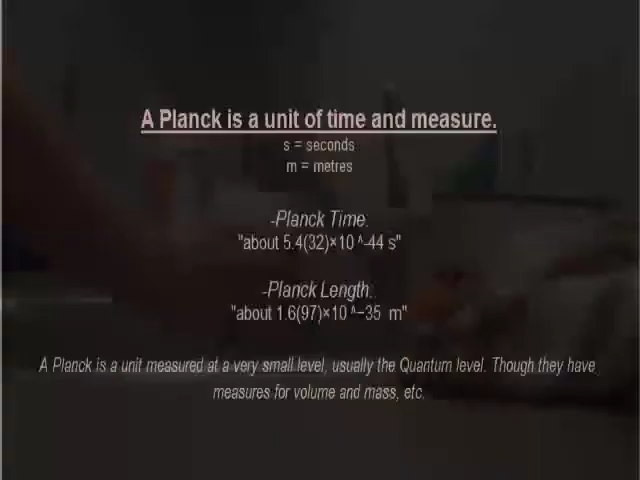 A Planck is a unit of time and measure.
s = seconds
m = metres
-Planck Time:
"about 5.4(32)×10 ^-44 s"
-Planck Length:
"about 1.6(97)×10 ^−35  m"
A Planck is a unit measured at a very small level, usually the Quantum level. Though they have
measures for volume and mass, etc.